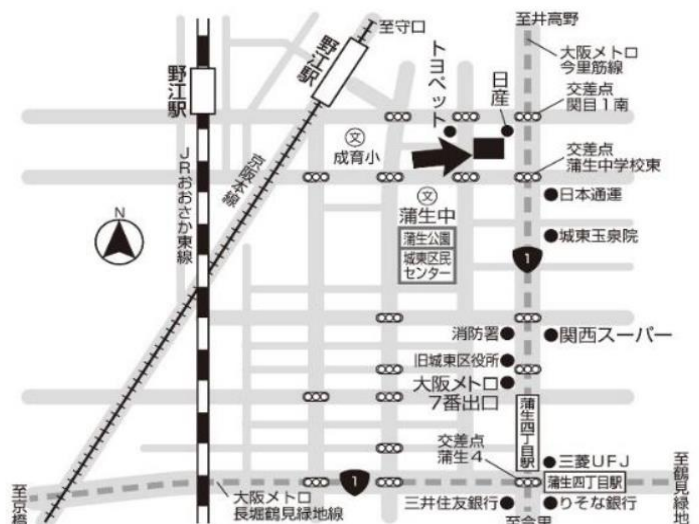 至守口
至井高野
野江駅
野江駅
トヨペット
日産
大阪メトロ
今里筋線
交差点
関目1南
文
成育小
交差点
蒲生中学校東
JRおおさか東線
京阪本線
文
蒲生中
日本通運
N
蒲生公園
城東区民
センター
城東玉泉院
1
消防署
関西スーパー
旧城東区役所
大阪メトロ
7番出口
蒲生四丁目駅
交差点
蒲生4
三菱UFJ
至京橋
大阪メトロ
長堀鶴見緑地線
1
蒲生四丁目駅
至鶴見緑地
三井住友銀行
りそな銀行
至今里